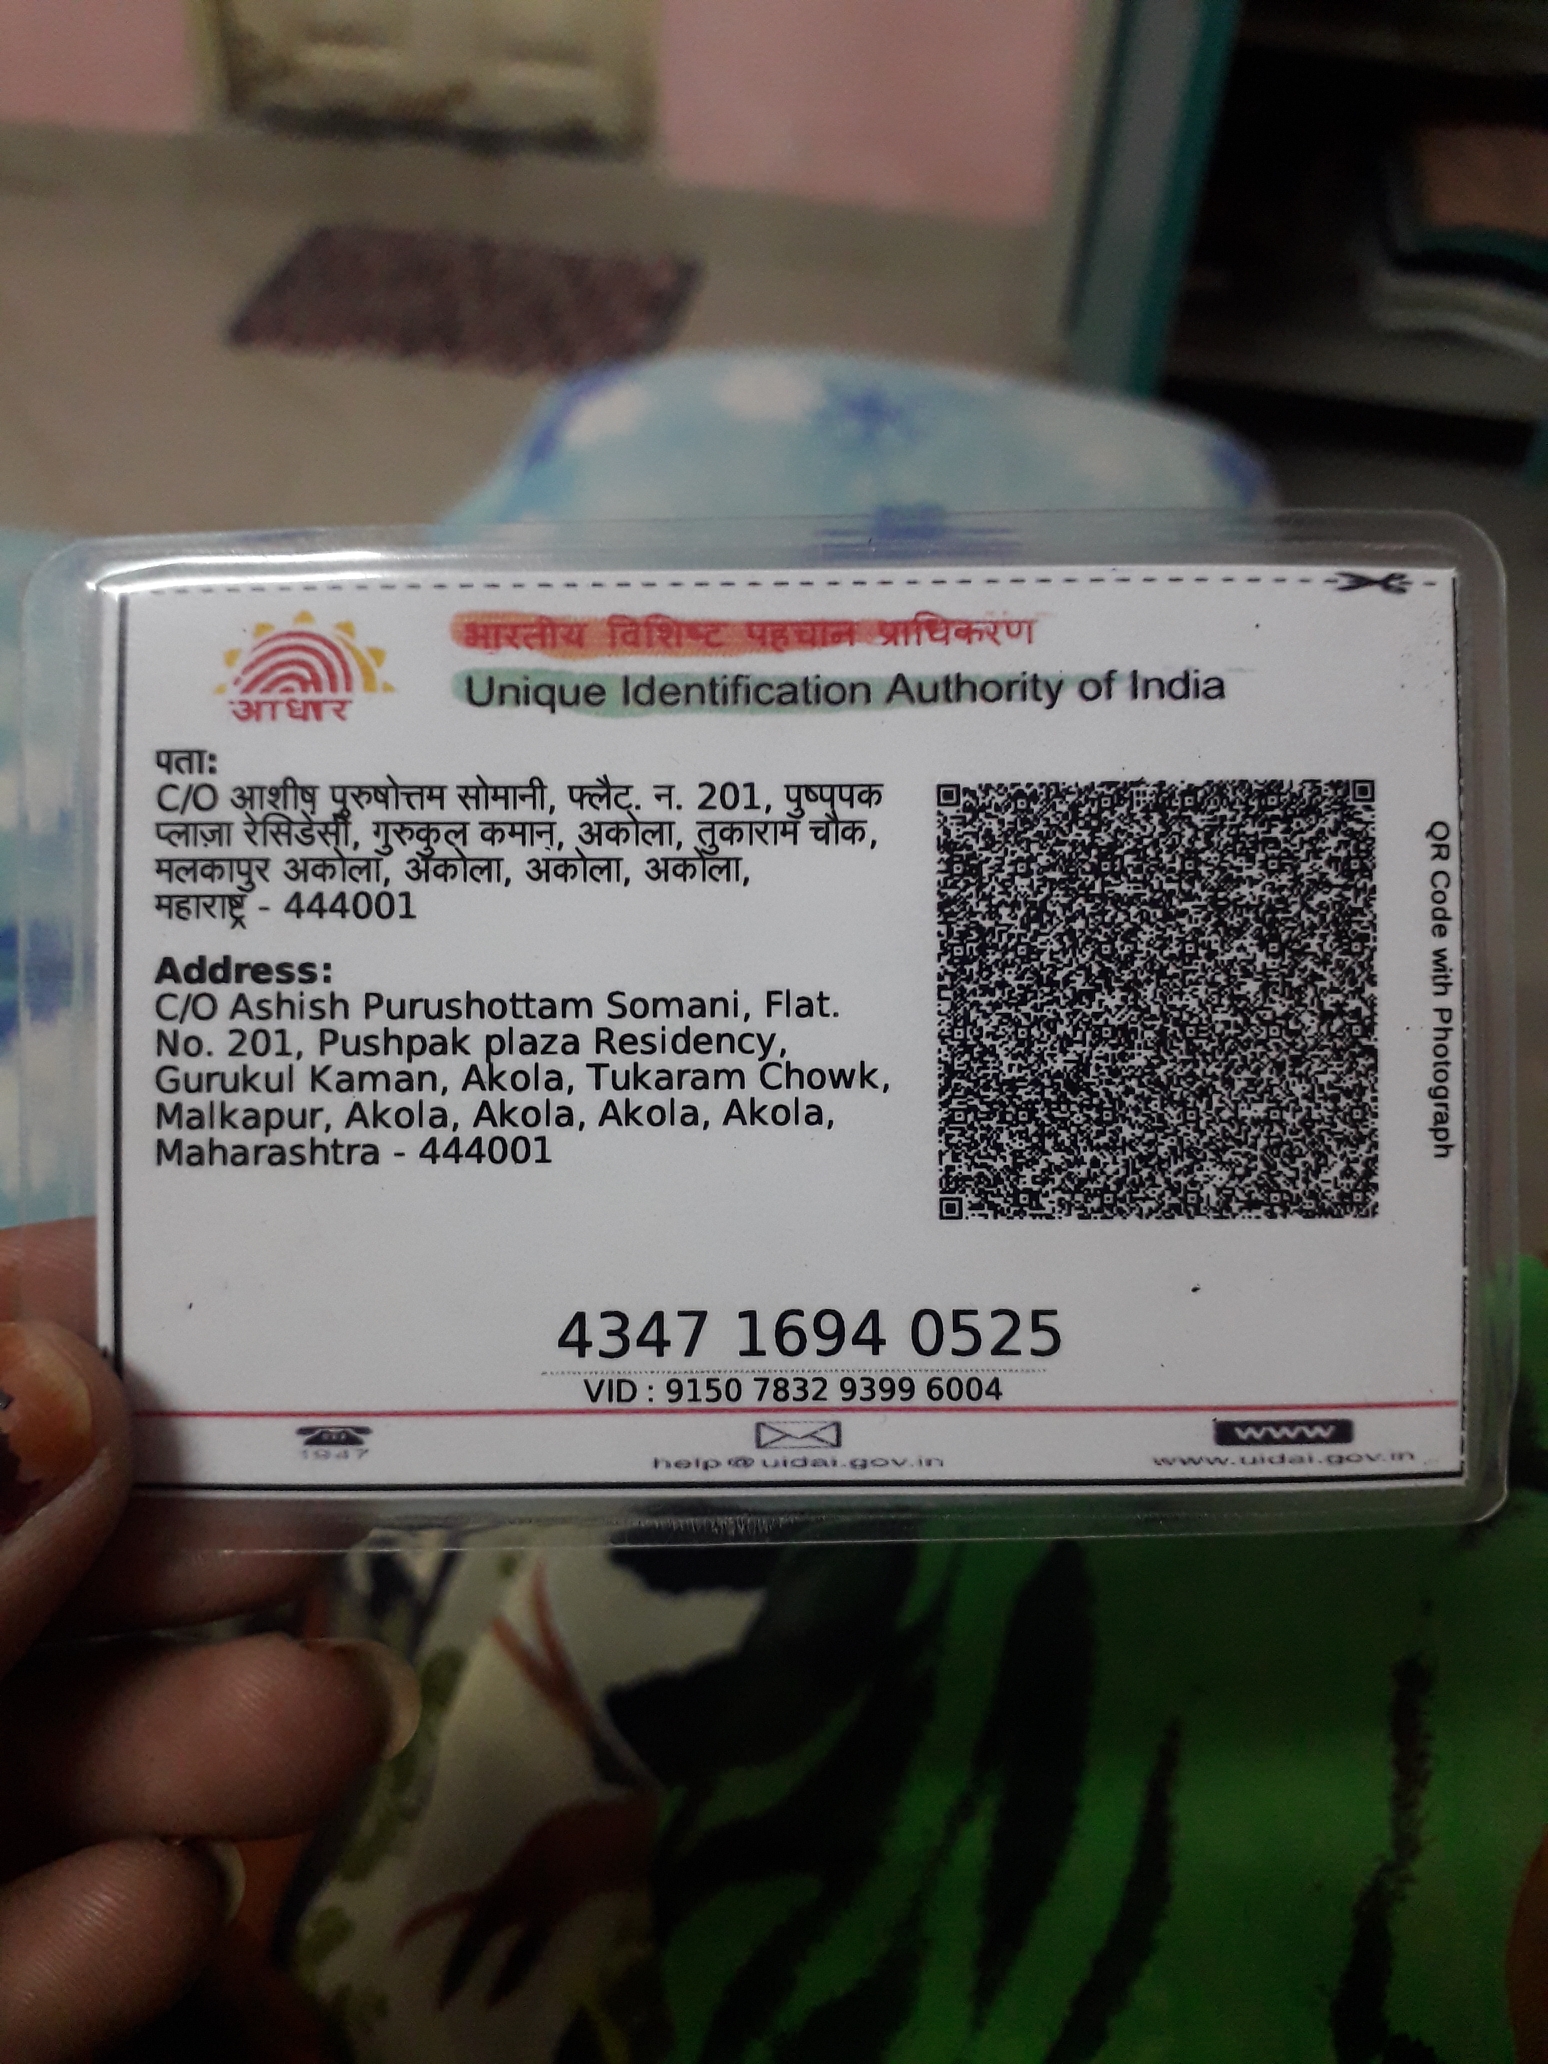 भारतीय विशिष्ट पहचान प्राधिकरण
Unique Identification Authority of India
आधार
पता:
C/O आशीष पुरुषोत्तम सोमानी, फ्लैट. न. 201, पुष्पपक
प्लाज़ा रेसिडेंसी, गुरुकुल कमान, अकोला, तुकाराम चौक,
मलकापुर अकोला, अकोला, अकोला, अकोला,
महाराष्ट्र - 444001
Address:
C/O Ashish Purushottam Somani, Flat.
No. 201, Pushpak plaza Residency,
Gurukul Kaman, Akola, Tukaram Chowk,
Malkapur, Akola, Akola, Akola, Akola,
Maharashtra - 444001
QR Code with Photograph
4347 1694 0525
VID : 9150 7832 9399 6004
1947
help@uidai.gov.in
www
www.uidai.gov.in